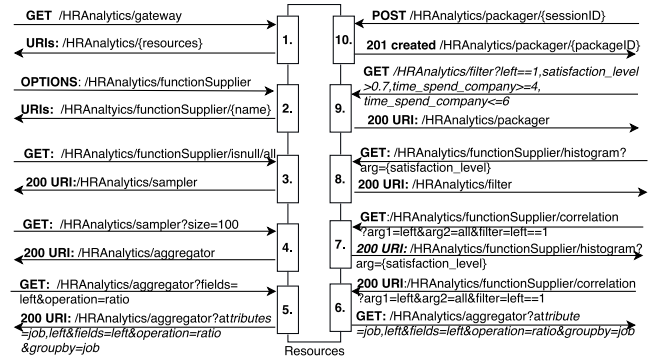 GET /HRAnalytics/gateway
URIs: /HRAnalytics/{resources}
1.
OPTIONS: /HRAnalytics/functionSupplier
URIs: /HRAnaltyics/functionSupplier/{name}
2.
GET: /HRAnalytics/functionSupplier/isnull/all
200 URI:/HRAnalytics/sampler
3.
GET: /HRAnalytics/sampler?size=100
200 URI: /HRAnalytics/aggregator
4.
GET: /HRAnalytics/aggregator?fields=
left&operation=ratio
200 URI: /HRAnalytics/aggregator?attributes
=job,left&fields=left&operation=ratio
&groupby=job
5.
POST /HRAnalytics/packager/{sessionID}
201 created /HRAnalytics/packager/{packageID}
10.
GET /HRAnalytics/filter?left==1,satisfaction_level
>0.7,time_spend_company>=4,
time_spend_company<=6
200 URI: /HRAnalytics/packager
9.
GET: /HRAnalytics/functionSupplier/histogram?
arg={satisfaction_level}
200 URI: /HRAnalytics/filter
8.
GET:/HRAnalytics/functionSupplier/correlation
?arg1=left&arg2=all&filter=left==1
200 URI: /HRAnalytics/functionSupplier/histogram?
arg={satisfaction_level}
7.
200 URI:/HRAnalytics/functionSupplier/correlation
?arg1=left&arg2=all&filter=left==1
GET: /HRAnalytics/aggregator?attribute
=job,left&fields=left&operation=ratio&groupby=job
6.
Resources